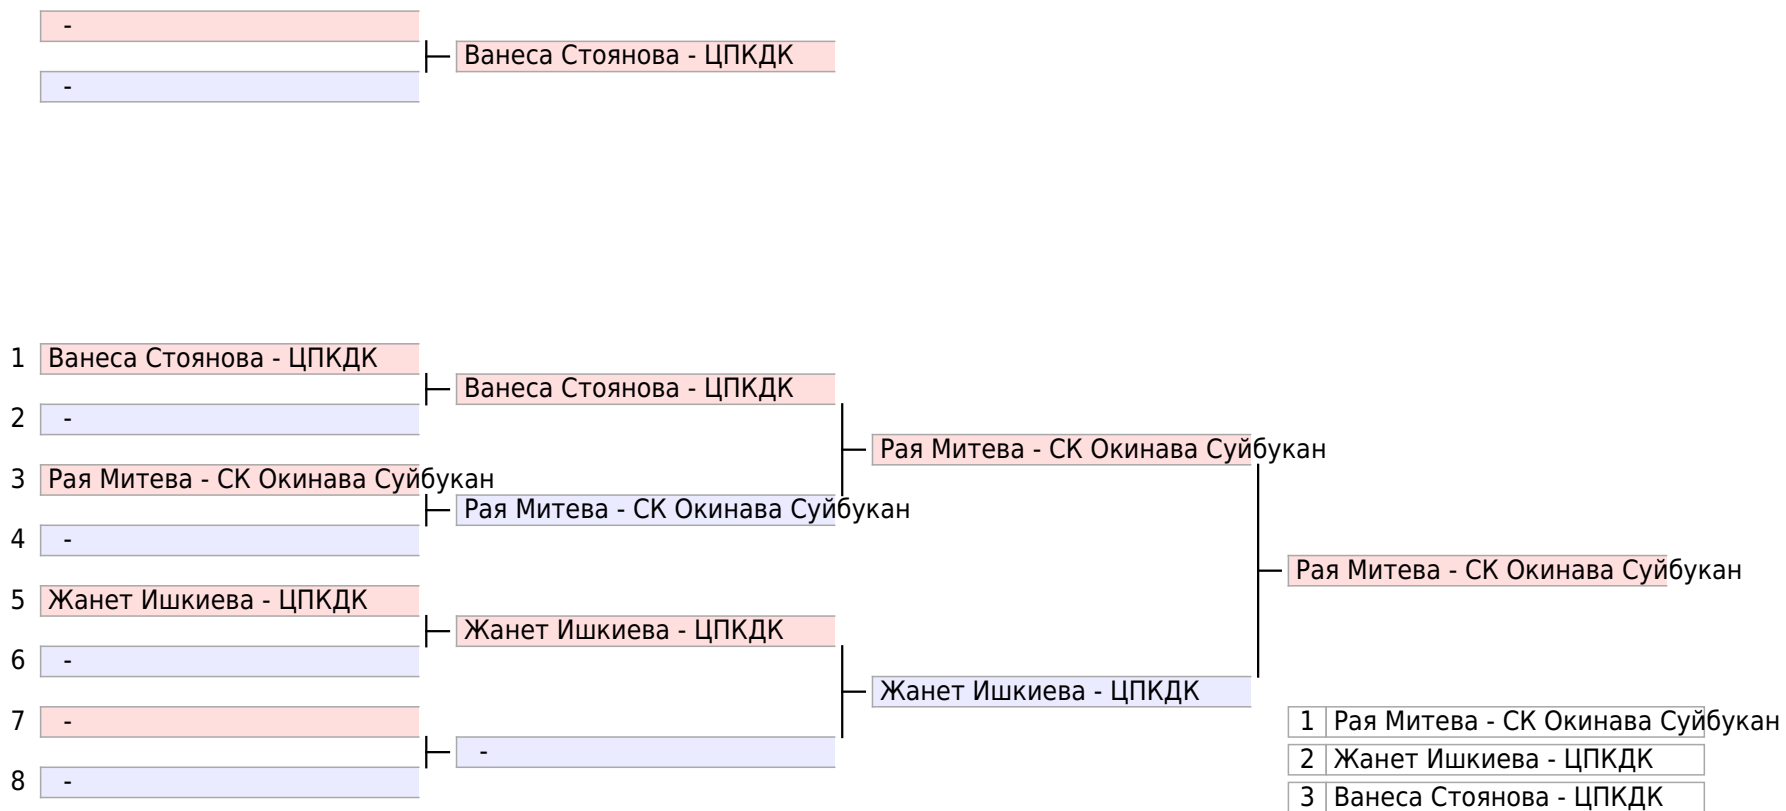 -
Ванеса Стоянова - ЦПКДК
-
1 Ванеса Стоянова - ЦПКДК
Ванеса Стоянова - ЦПКДК
2 -
Рая Митева - СК Окинава Суйбукан
3 Рая Митева - СК Окинава Суйбукан
Рая Митева - СК Окинава Суйбукан
4 -
Рая Митева - СК Окинава Суйбукан
5 Жанет Ишкиева - ЦПКДК
Жанет Ишкиева - ЦПКДК
6 -
Жанет Ишкиева - ЦПКДК
7 -
1 Рая Митева - СК Окинава Суйбукан
-
2 Жанет Ишкиева - ЦПКДК
8 -
3 Ванеса Стоянова - ЦПКДК